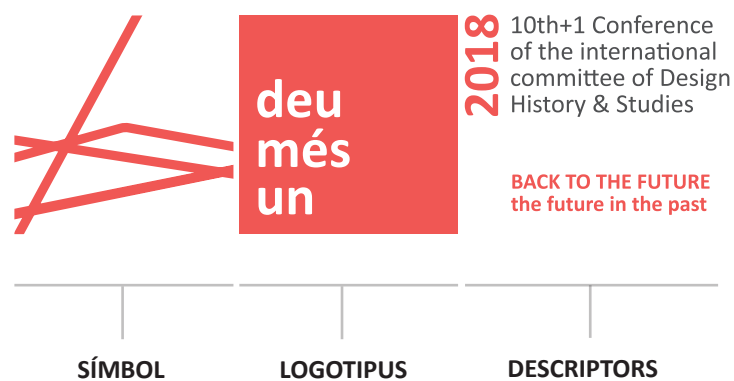 deu
més
un
2018
10th+1 Conference
of the international
committee of Design
History & Studies
BACK TO THE FUTURE
the future in the past
SÍMBOL
LOGOTIPUS
DESCRIPTORS